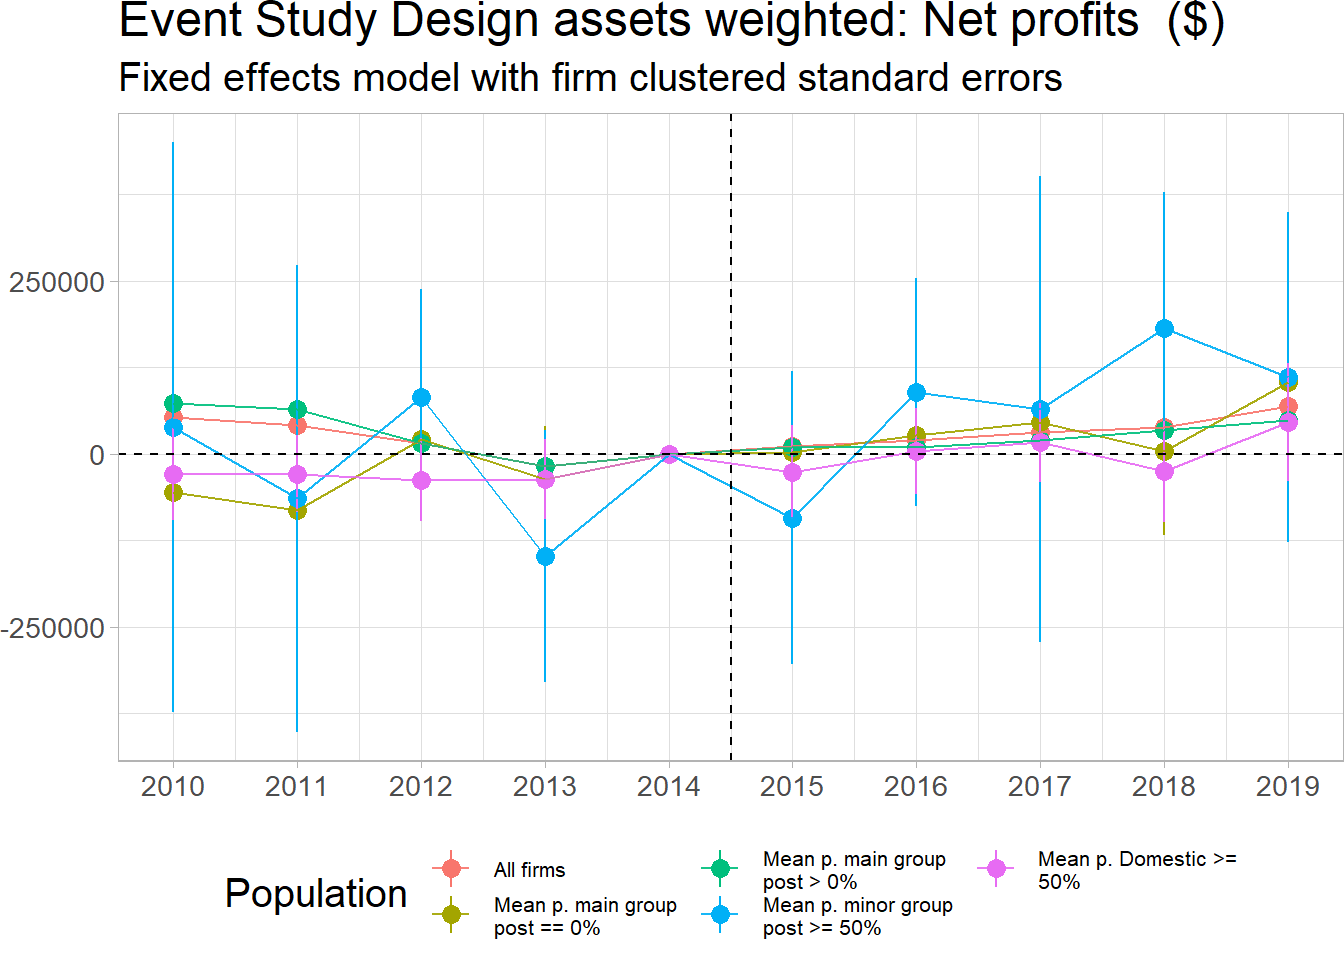 Event Study Design assets weighted: Net profits  ($)
Fixed effects model with firm clustered standard errors
250000
0
-250000
2010 2011 2012 2013 2014 2015 2016 2017 2018 2019
Population
All firms
Mean p. main group
post == 0%
Mean p. main group
post > 0%
Mean p. minor group
post >= 50%
Mean p. Domestic >=
50%